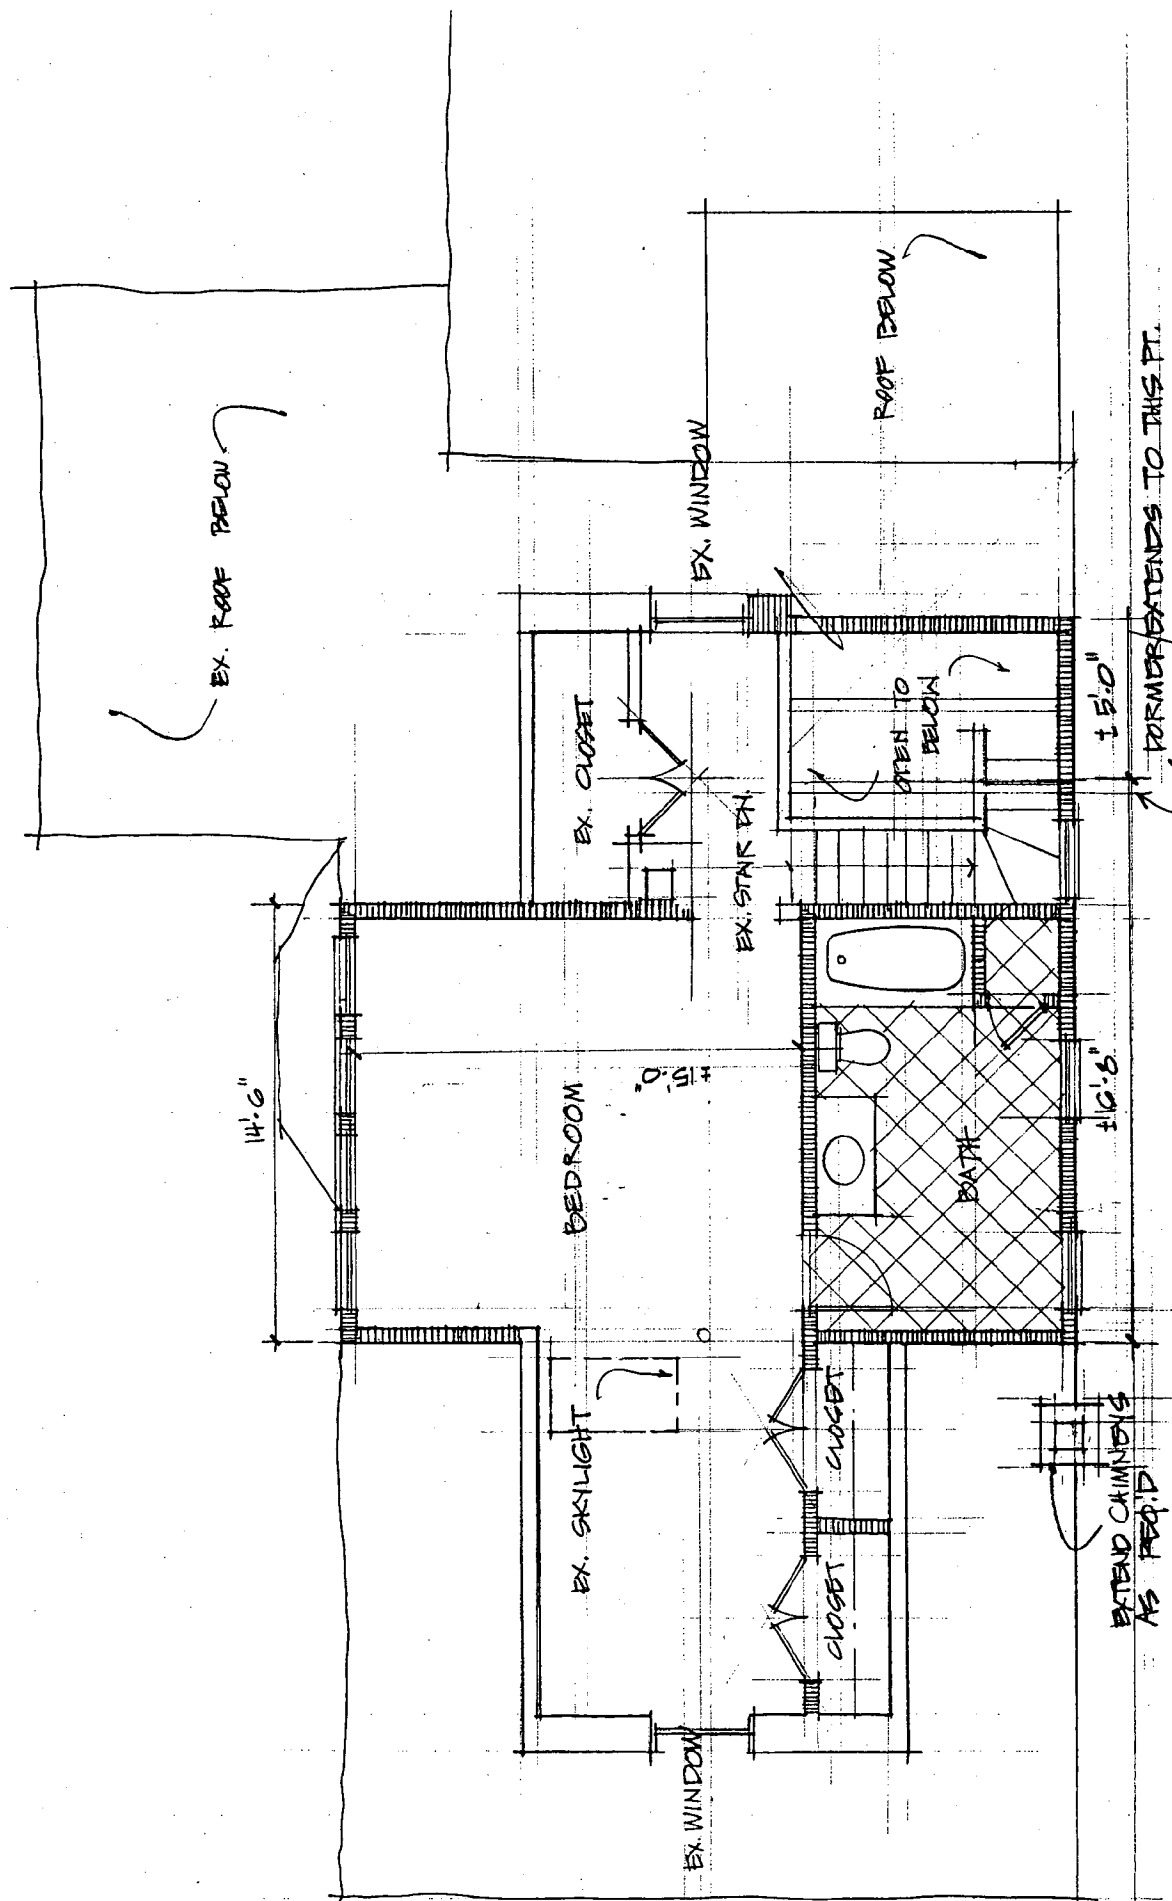 EX. ROOF BELOW
ROOF BELOW
EX. WINDOW
DORMER EXTENDS TO THIS PT.
EX. CLOSET
OPEN TO
BELOW
±5'·0"
EX. STAIR DN.
14'·6"
BEDROOM
±15'·0"
BATH
±16'·8"
EX. SKYLIGHT
CLOSET
CLOSET
EXTEND CHIMNEYS
AS REQ'D
EX. WINDOW